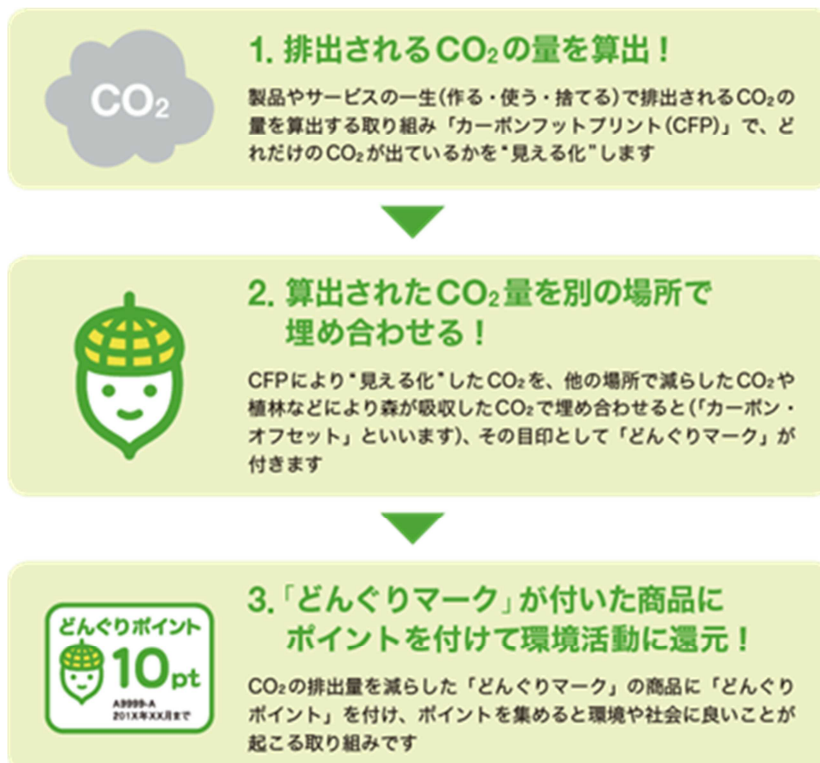 CO₂
1. 排出されるCO₂の量を算出！
製品やサービスの一生(作る・使う・捨てる)で排出されるCO₂の
量を算出する取り組み「カーボンフットプリント(CFP)」で、ど
れだけのCO₂が出ているかを“見える化”します
2. 算出されたCO₂量を別の場所で
埋め合わせる！
CFPにより“見える化”したCO₂を、他の場所で減らしたCO₂や
植林などにより森が吸収したCO₂で埋め合わせると(「カーボン・
オフセット」といいます)、その目印として「どんぐりマーク」が
付きます
どんぐりポイント
10pt
A9999-A
201X年XX月まで
3.「どんぐりマーク」が付いた商品に
ポイントを付けて環境活動に還元！
CO₂の排出量を減らした「どんぐりマーク」の商品に「どんぐり
ポイント」を付け、ポイントを集めると環境や社会に良いことが
起こる取り組みです